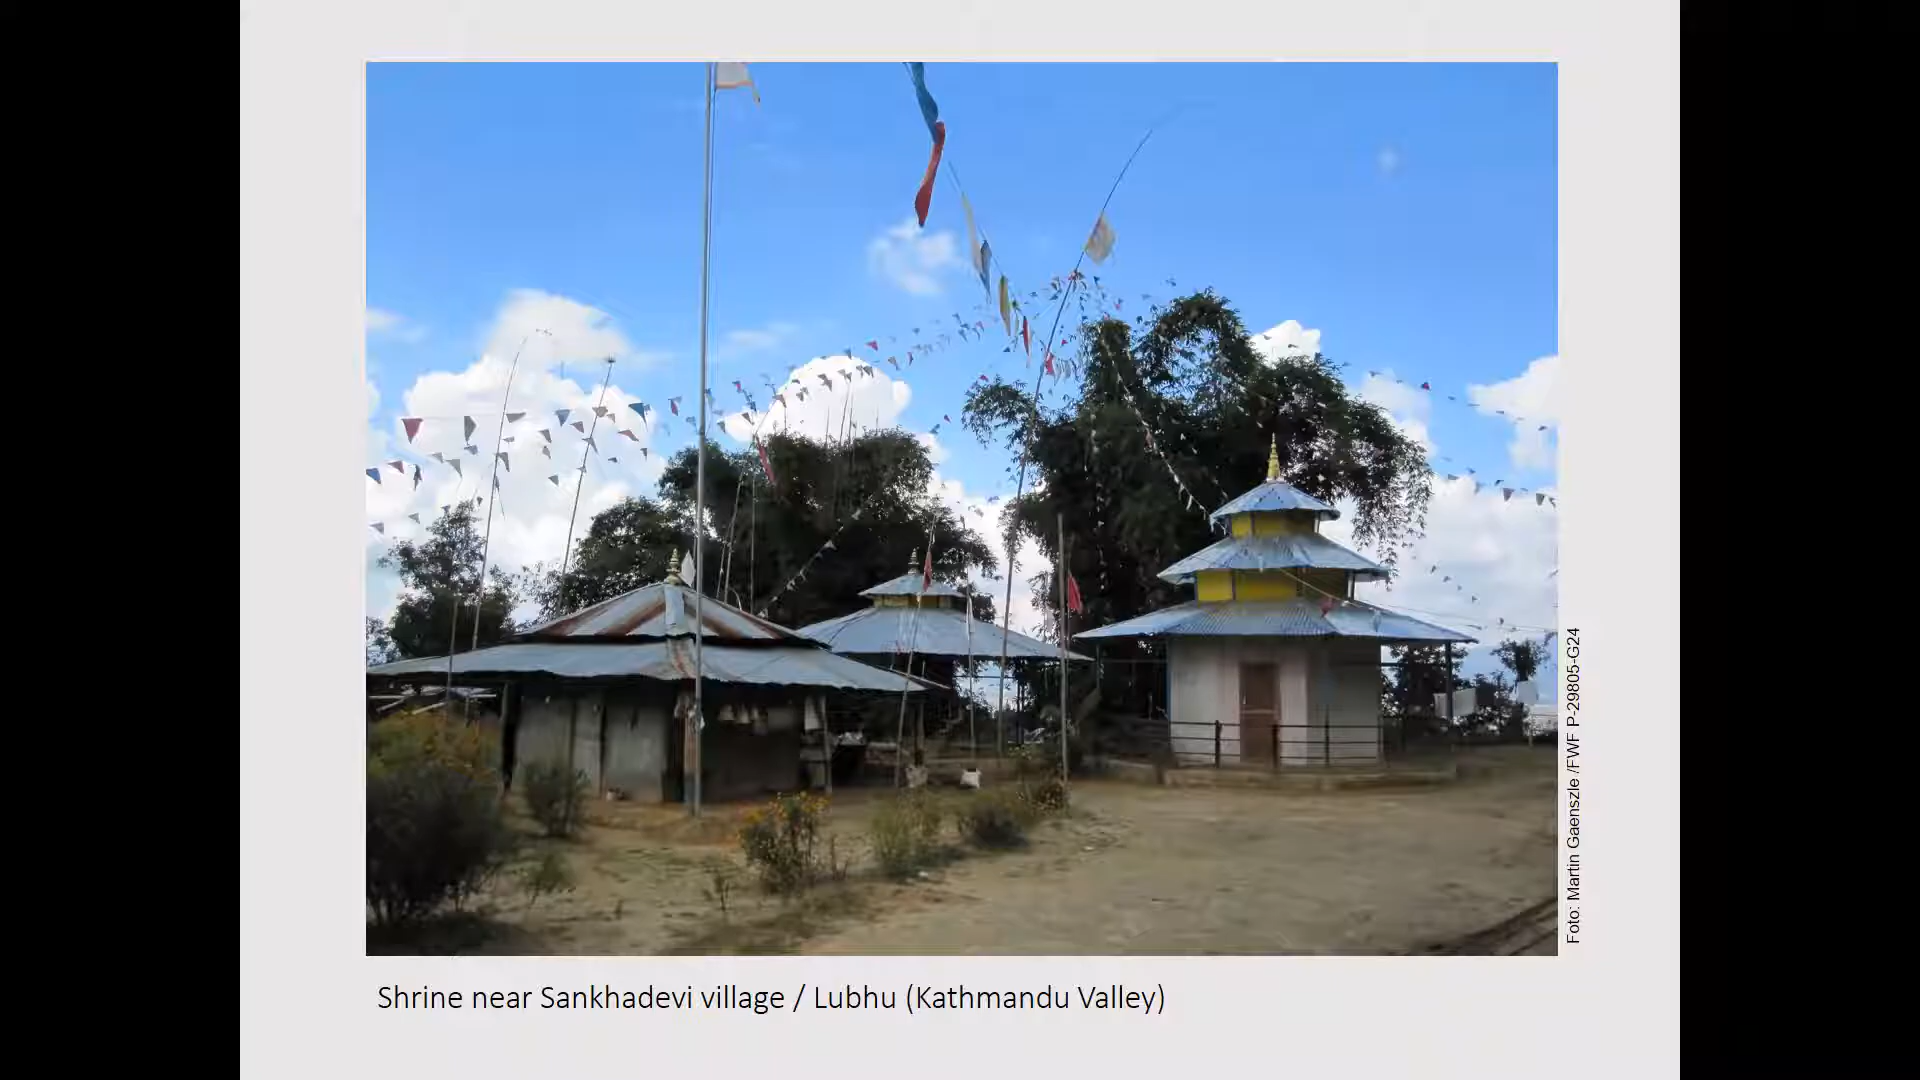 Foto: Martin Gaenszle /FWF P-29805-G24
Shrine near Sankhadevi village / Lubhu (Kathmandu Valley)